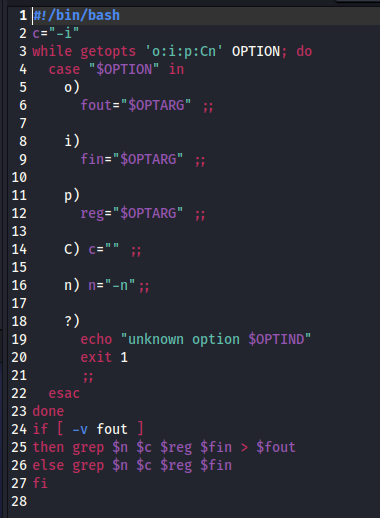 1 #!/bin/bash
2 c="-i"
3 while getopts 'o:i:p:Cn' OPTION; do
4   case "$OPTION" in
5     o)
6       fout="$OPTARG" ;;
7
8     i)
9       fin="$OPTARG" ;;
10
11     p)
12       reg="$OPTARG" ;;
13
14     C) c="" ;;
15
16     n) n="-n";;
17
18     ?)
19       echo "unknown option $OPTIND"
20       exit 1
21       ;;
22   esac
23 done
24 if [ -v fout ]
25 then grep $n $c $reg $fin > $fout
26 else grep $n $c $reg $fin
27 fi
28